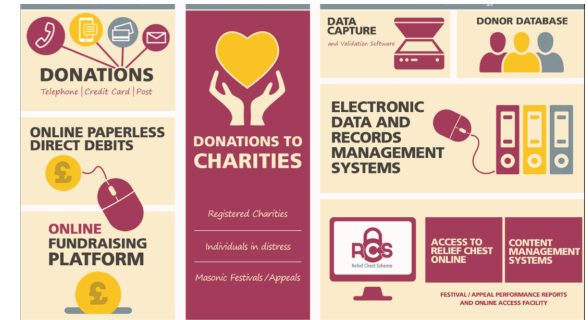 DONATIONS
Telephone | Credit Card | Post
ONLINE PAPERLESS
DIRECT DEBITS
£
ONLINE
FUNDRAISING
PLATFORM
£
DONATIONS TO
CHARITIES
Registered Charities
Individuals in distress
Masonic Festivals / Appeals
DATA
CAPTURE
and Validation Software
DONOR DATABASE
ELECTRONIC
DATA AND
RECORDS
MANAGEMENT
SYSTEMS
RCS
Relief Chest Scheme
ACCESS TO
RELIEF CHEST
ONLINE
CONTENT
MANAGEMENT
SYSTEMS
FESTIVAL / APPEAL PERFORMANCE REPORTS
AND ONLINE ACCESS FACILITY